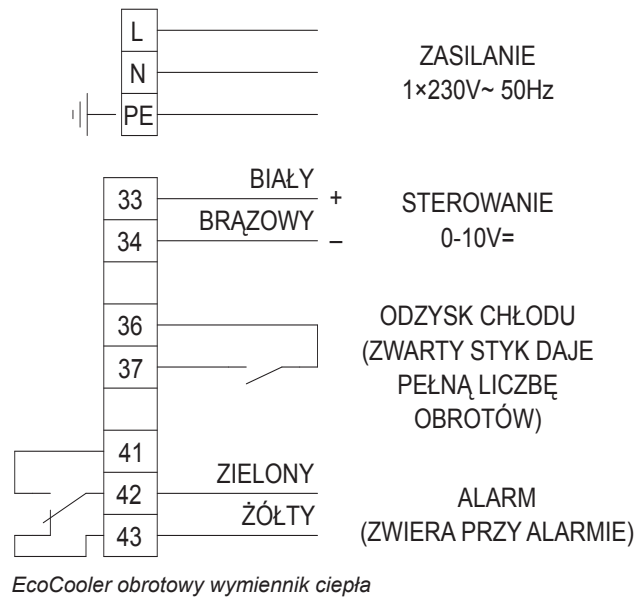 L
N
PE
ZASILANIE
1×230V~ 50Hz
33
BIAŁY
+
34
BRĄZOWY
–
STEROWANIE
0-10V=
36
37
ODZYSK CHŁODU
(ZWARTY STYK DAJE
PEŁNĄ LICZBĘ
OBROTÓW)
41
42
ZIELONY
43
ŻÓŁTY
ALARM
(ZWIERA PRZY ALARMIE)
EcoCooler obrotowy wymiennik ciepła